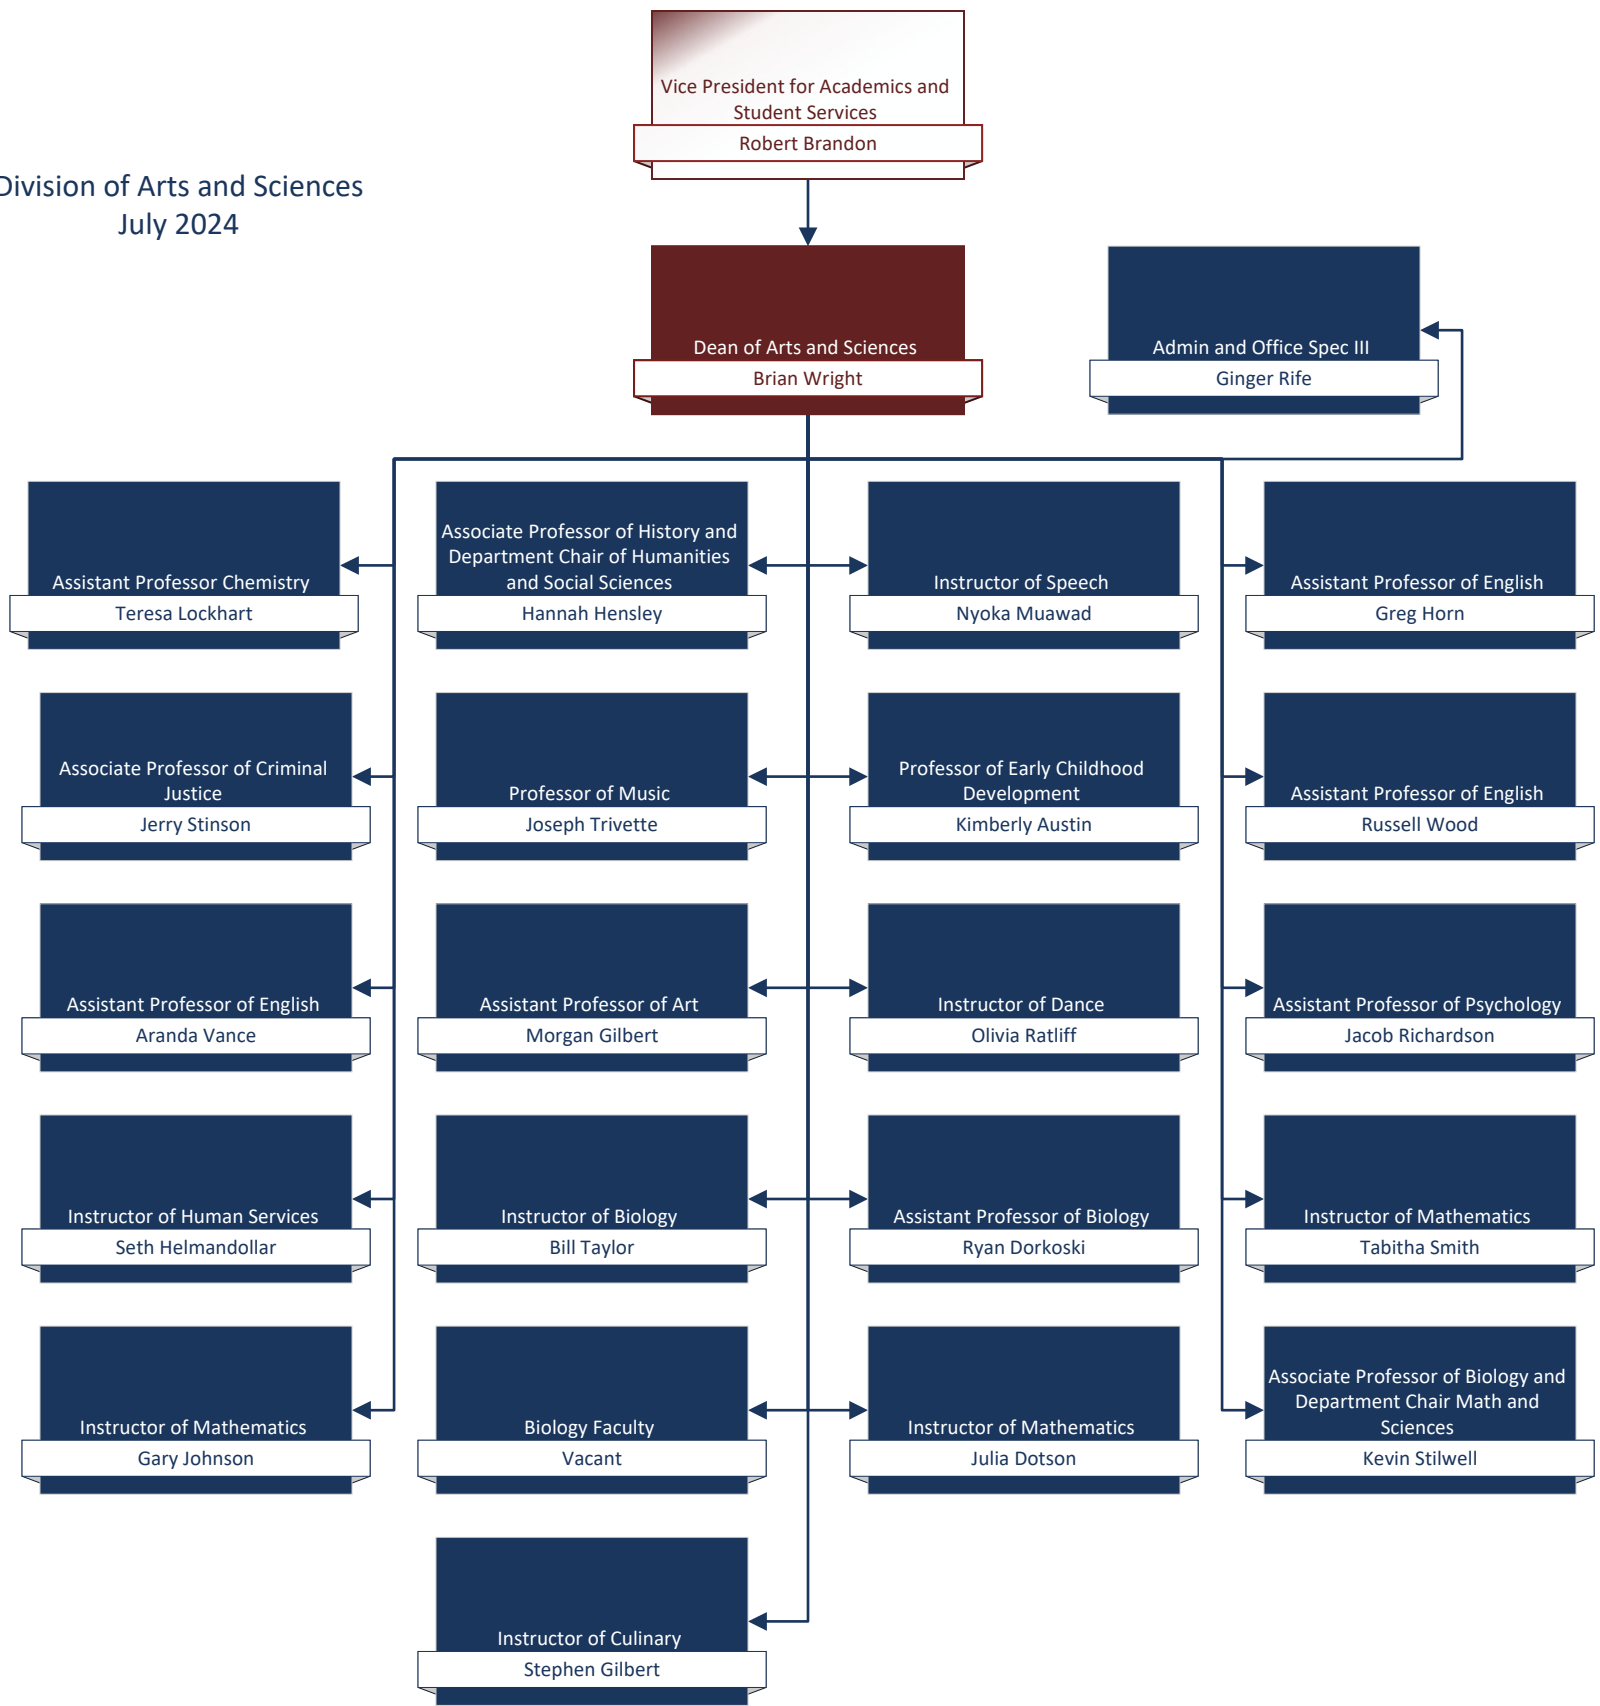 Vice President for Academics and
Student Services
Robert Brandon
Division of Arts and Sciences
July 2024
Dean of Arts and Sciences
Brian Wright
Admin and Office Spec III
Ginger Rife
Assistant Professor Chemistry
Teresa Lockhart
Associate Professor of History and
Department Chair of Humanities
and Social Sciences
Hannah Hensley
Instructor of Speech
Nyoka Muawad
Assistant Professor of English
Greg Horn
Associate Professor of Criminal
Justice
Jerry Stinson
Professor of Music
Joseph Trivette
Professor of Early Childhood
Development
Kimberly Austin
Assistant Professor of English
Russell Wood
Assistant Professor of English
Aranda Vance
Assistant Professor of Art
Morgan Gilbert
Instructor of Dance
Olivia Ratliff
Assistant Professor of Psychology
Jacob Richardson
Instructor of Human Services
Seth Helmandollar
Instructor of Biology
Bill Taylor
Assistant Professor of Biology
Ryan Dorkoski
Instructor of Mathematics
Tabitha Smith
Instructor of Mathematics
Gary Johnson
Biology Faculty
Vacant
Instructor of Mathematics
Julia Dotson
Associate Professor of Biology and
Department Chair Math and
Sciences
Kevin Stilwell
Instructor of Culinary
Stephen Gilbert